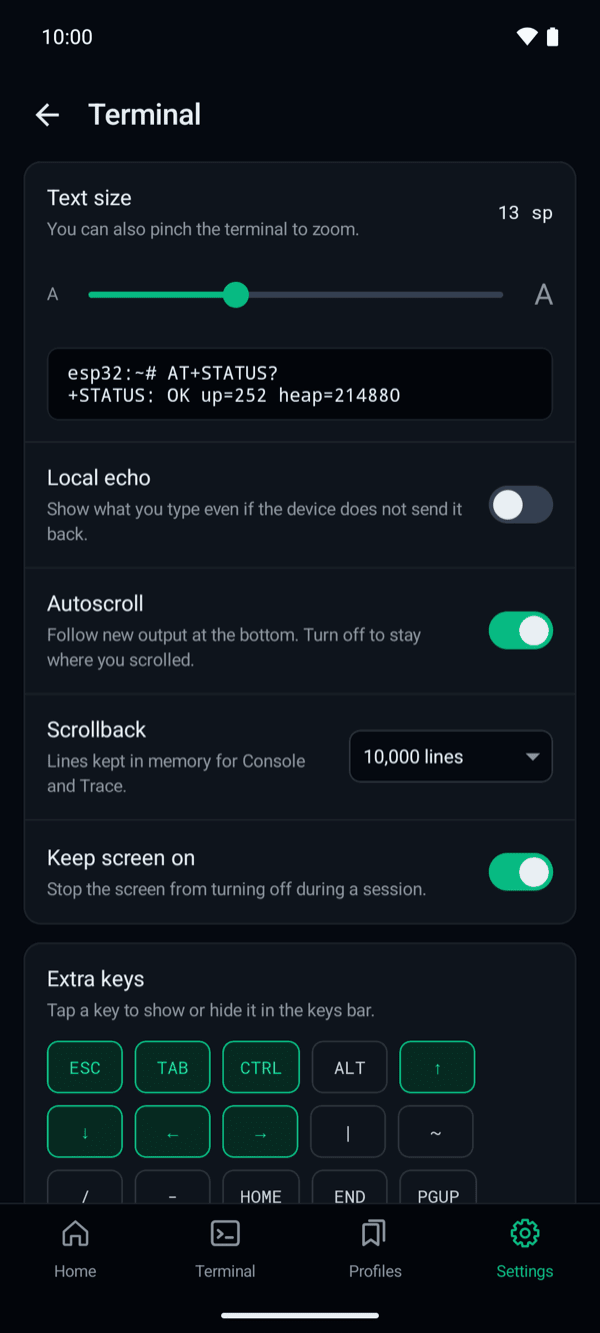 10:00
Terminal
Text size
13 sp
You can also pinch the terminal to zoom.
A
A
esp32:~# AT+STATUS?
+STATUS: OK up=252 heap=214880
Local echo
Show what you type even if the device does not send it
back.
Autoscroll
Follow new output at the bottom. Turn off to stay
where you scrolled.
Scrollback
Lines kept in memory for Console
and Trace.
10,000 lines
Keep screen on
Stop the screen from turning off during a session.
Extra keys
Tap a key to show or hide it in the keys bar.
ESC TAB CTRL ALT ↑
↓ ← → | ~
/ - HOME END PGUP
Home Terminal Profiles Settings